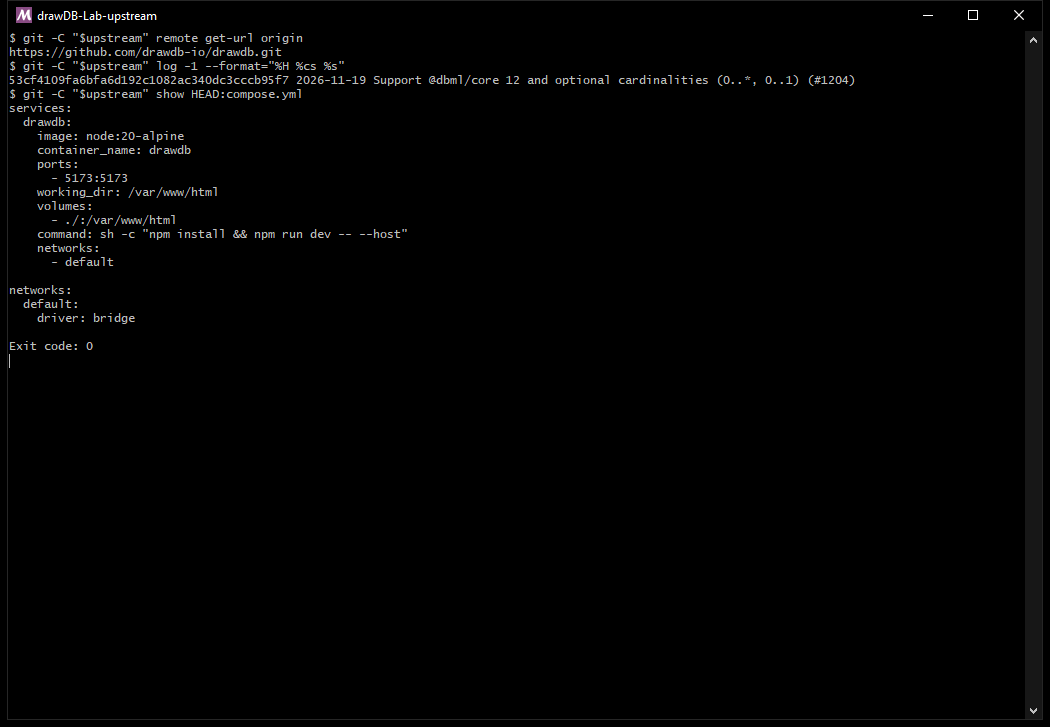 drawDB-Lab-upstream
$ git -C "$upstream" remote get-url origin
https://github.com/drawdb-io/drawdb.git
$ git -C "$upstream" log -1 --format="%H %cs %s"
53cf4109fa6bfa6d192c1082ac340dc3cccb95f7 2026-11-19 Support @dbml/core 12 and optional cardinalities (0..*, 0..1) (#1204)
$ git -C "$upstream" show HEAD:compose.yml
services:
  drawdb:
    image: node:20-alpine
    container_name: drawdb
    ports:
      - 5173:5173
    working_dir: /var/www/html
    volumes:
      - ./:/var/www/html
    command: sh -c "npm install && npm run dev -- --host"
    networks:
      - default

networks:
  default:
    driver: bridge

Exit code: 0